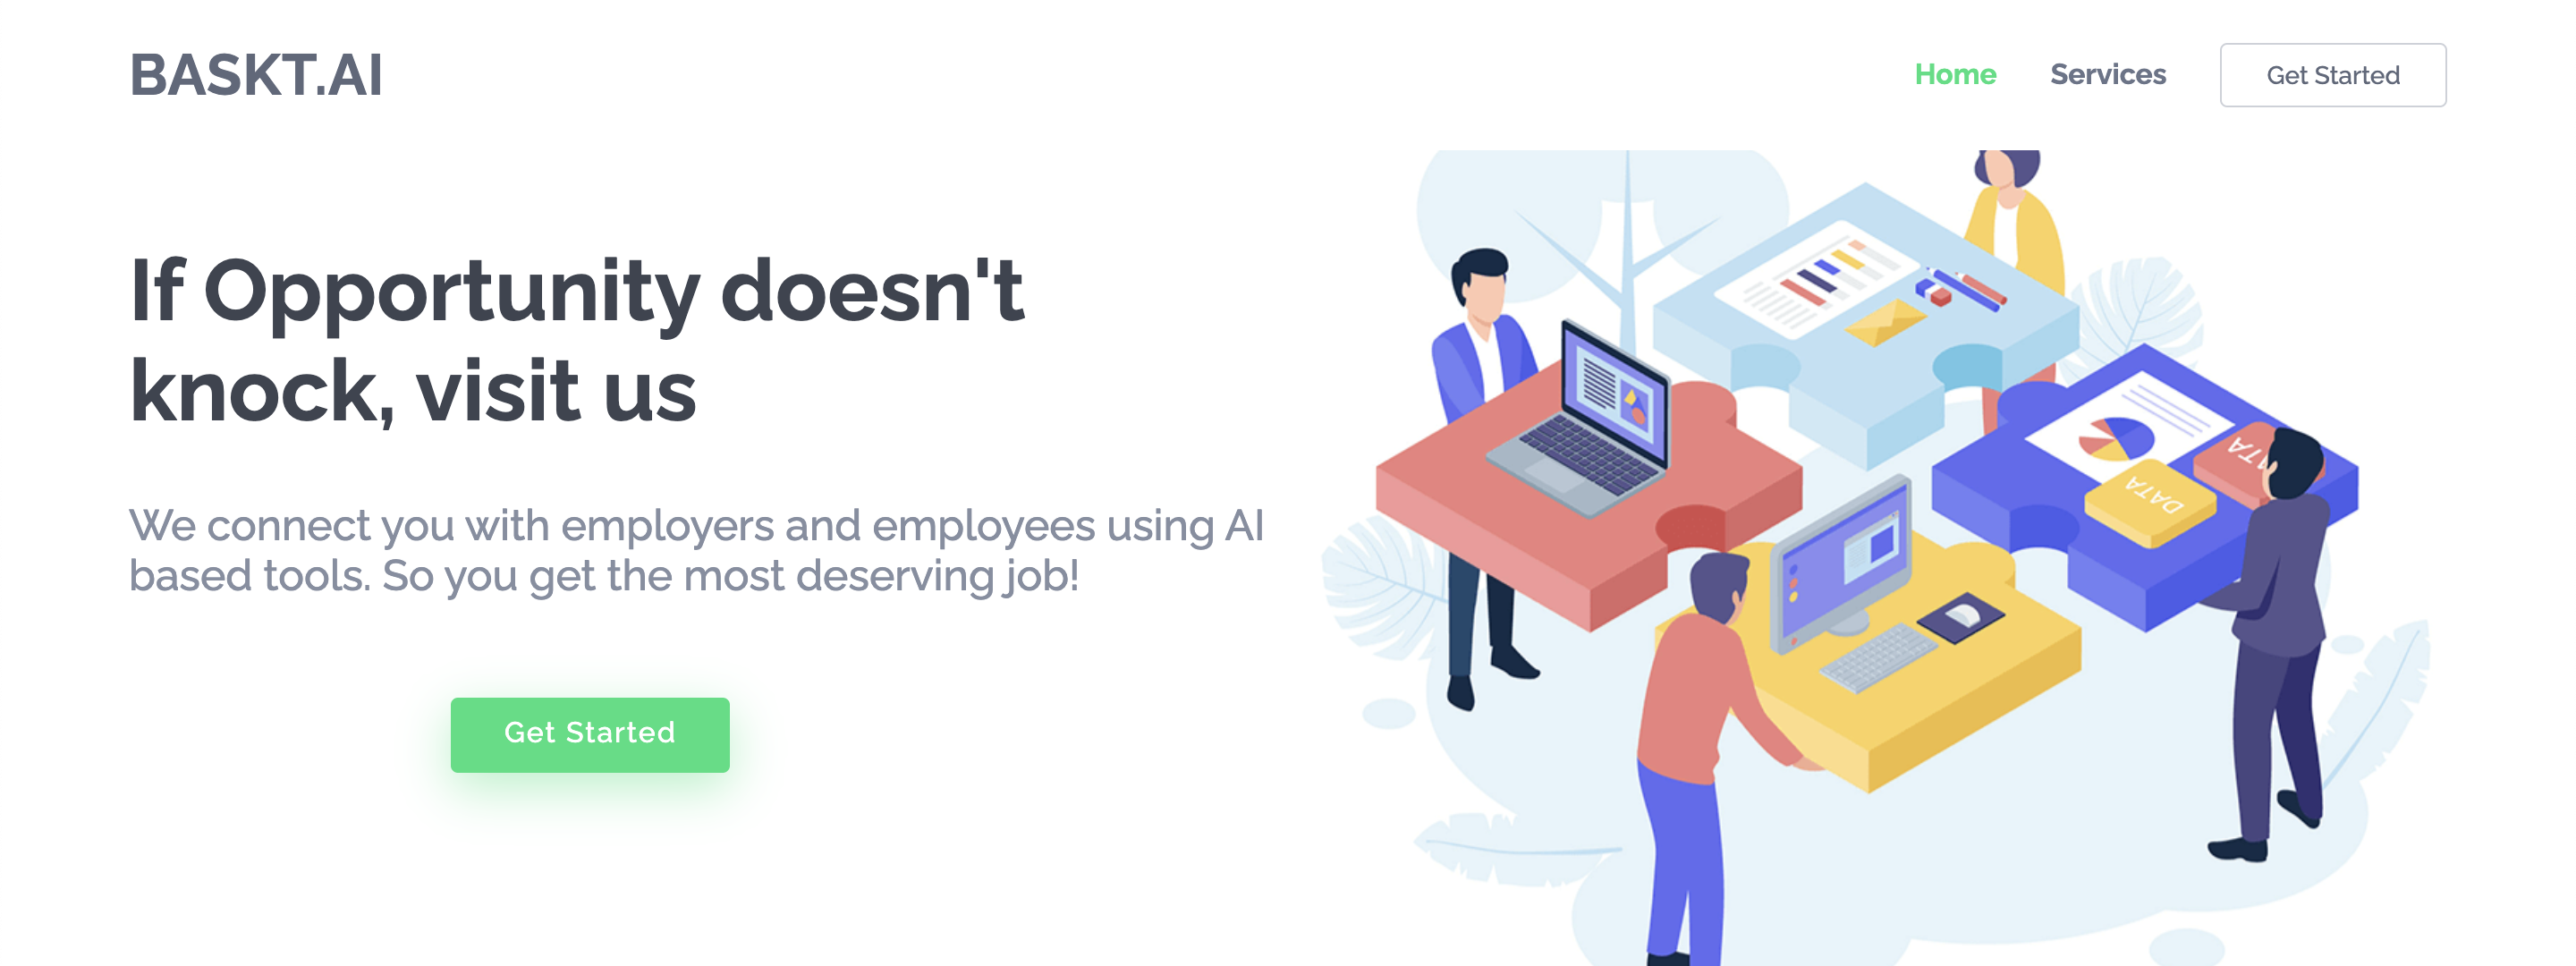 BASKT.AI
Home Services Get Started
If Opportunity doesn't
knock, visit us
We connect you with employers and employees using AI
based tools. So you get the most deserving job!
Get Started
DATA